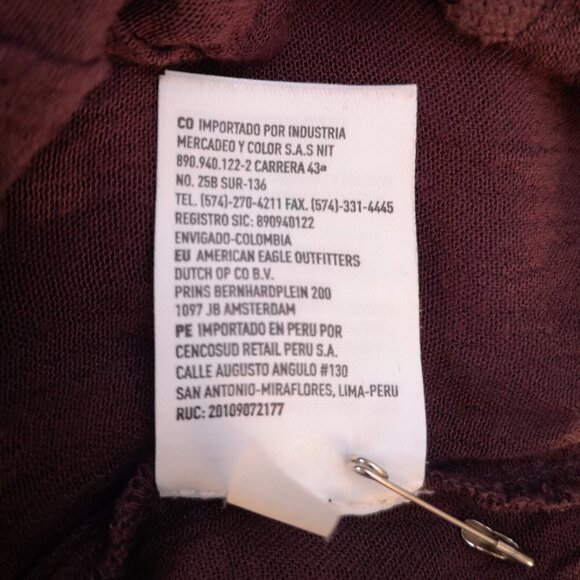 CO IMPORTADO POR INDUSTRIA
MERCADEO Y COLOR S.A.S NIT
890.940.122-2 CARRERA 43ª
NO. 25B SUR-136
TEL. (574)-270-4211 FAX. (574)-331-4445
REGISTRO SIC: 890940122
ENVIGADO-COLOMBIA
EU AMERICAN EAGLE OUTFITTERS
DUTCH OP CO B.V.
PRINS BERNHARDPLEIN 200
1097 JB AMSTERDAM
PE IMPORTADO EN PERU POR
CENCOSUD RETAIL PERU S.A.
CALLE AUGUSTO ANGULO #130
SAN ANTONIO-MIRAFLORES, LIMA-PERU
RUC: 20109072177